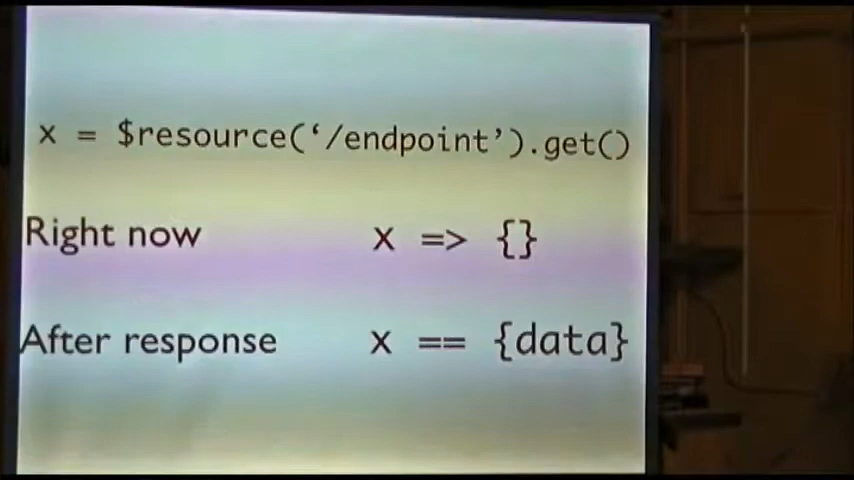 x = $resource(‘/endpoint’).get()
Right now x => {}
After response x == {data}